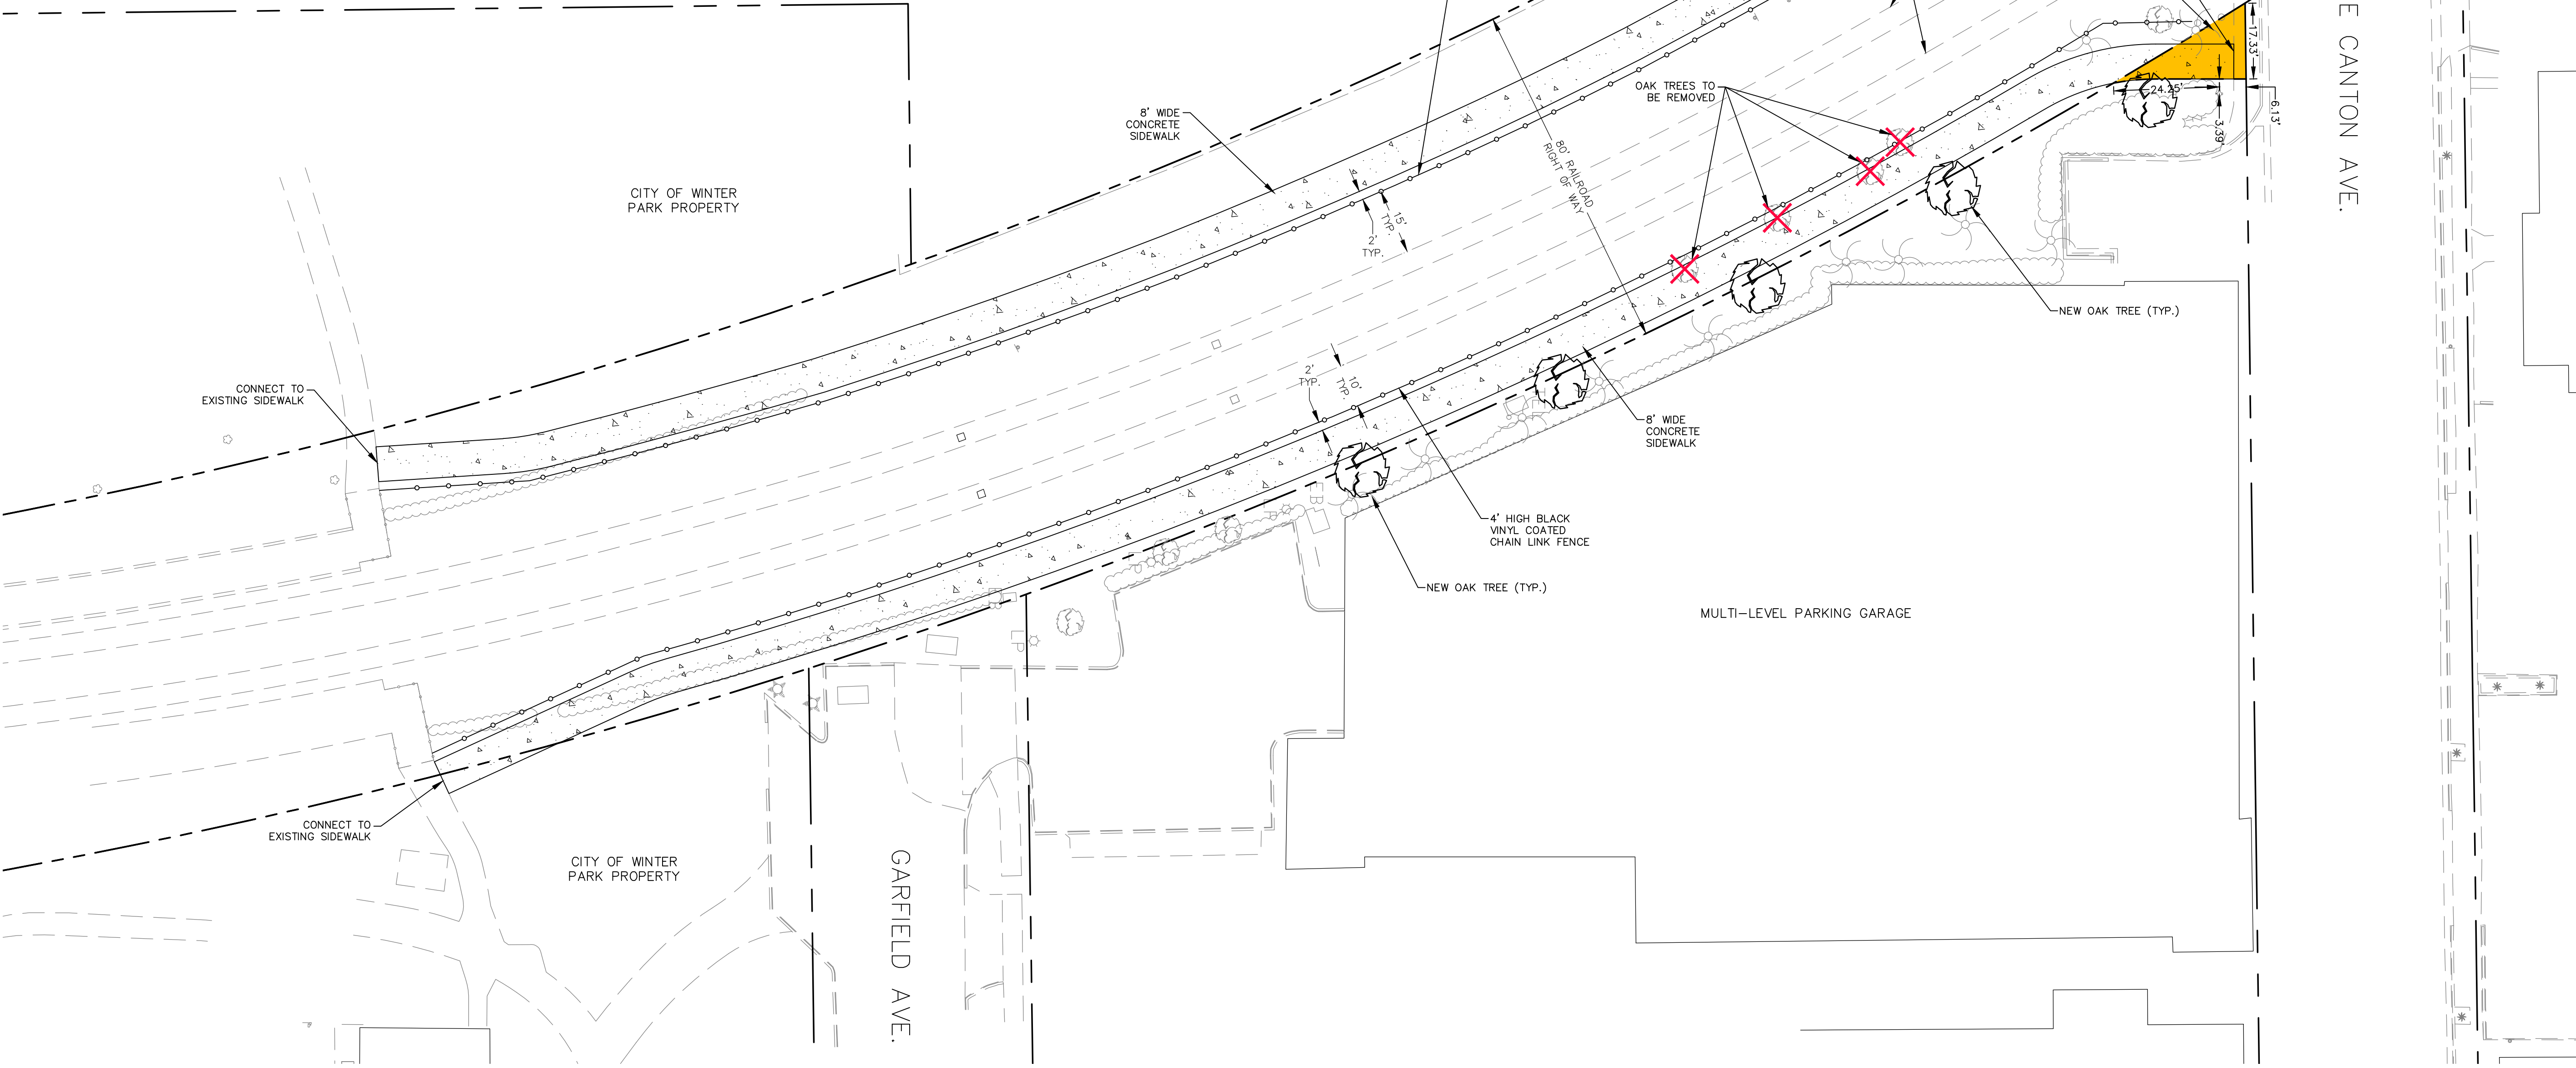 E CANTON AVE.
17.33'
24.25'
6.13'
3.39'
OAK TREES TO
BE REMOVED
8' WIDE
CONCRETE
SIDEWALK
80' RAILROAD
RIGHT OF WAY
CITY OF WINTER
PARK PROPERTY
15'
TYP.
2'
TYP.
NEW OAK TREE (TYP.)
2'
TYP.
10'
TYP.
CONNECT TO
EXISTING SIDEWALK
8' WIDE
CONCRETE
SIDEWALK
4' HIGH BLACK
VINYL COATED
CHAIN LINK FENCE
NEW OAK TREE (TYP.)
MULTI-LEVEL PARKING GARAGE
CONNECT TO
EXISTING SIDEWALK
CITY OF WINTER
PARK PROPERTY
GARFIELD AVE.